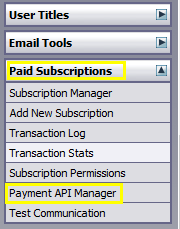 User Titles
Email Tools
Paid Subscriptions
Subscription Manager
Add New Subscription
Transaction Log
Transaction Stats
Subscription Permissions
Payment API Manager
Test Communication